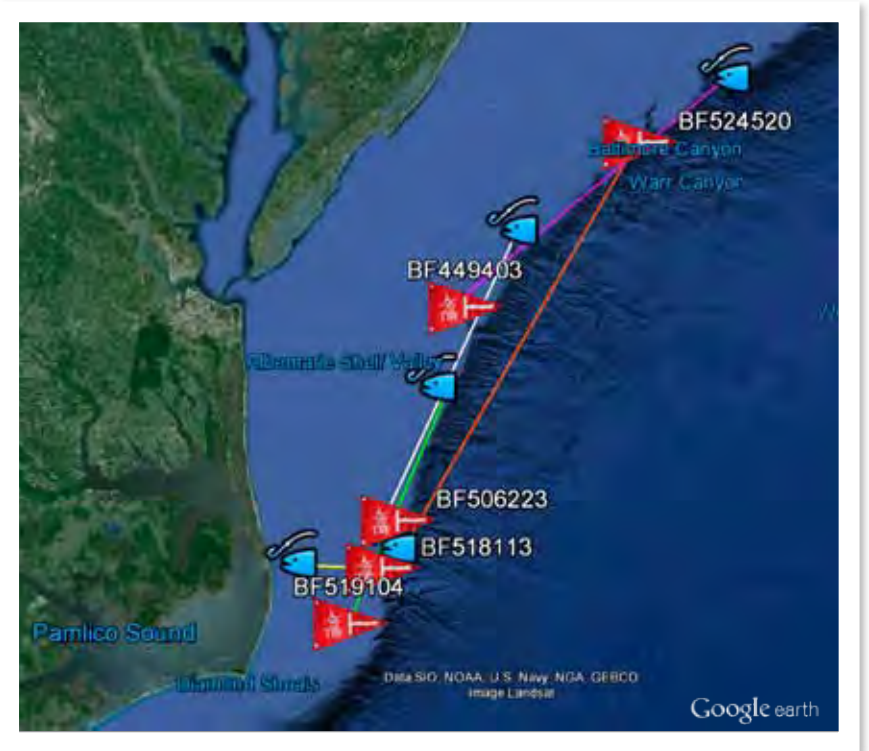 BF524520
Baltimore Canyon
Warr Canyon
BF449403
Albemarle Shelf Valley
BF506223
BF518113
BF519104
Pamlico Sound
Diamond Shoals
Data SIO, NOAA, U.S. Navy, NGA, GEBCO
Image Landsat
Google earth